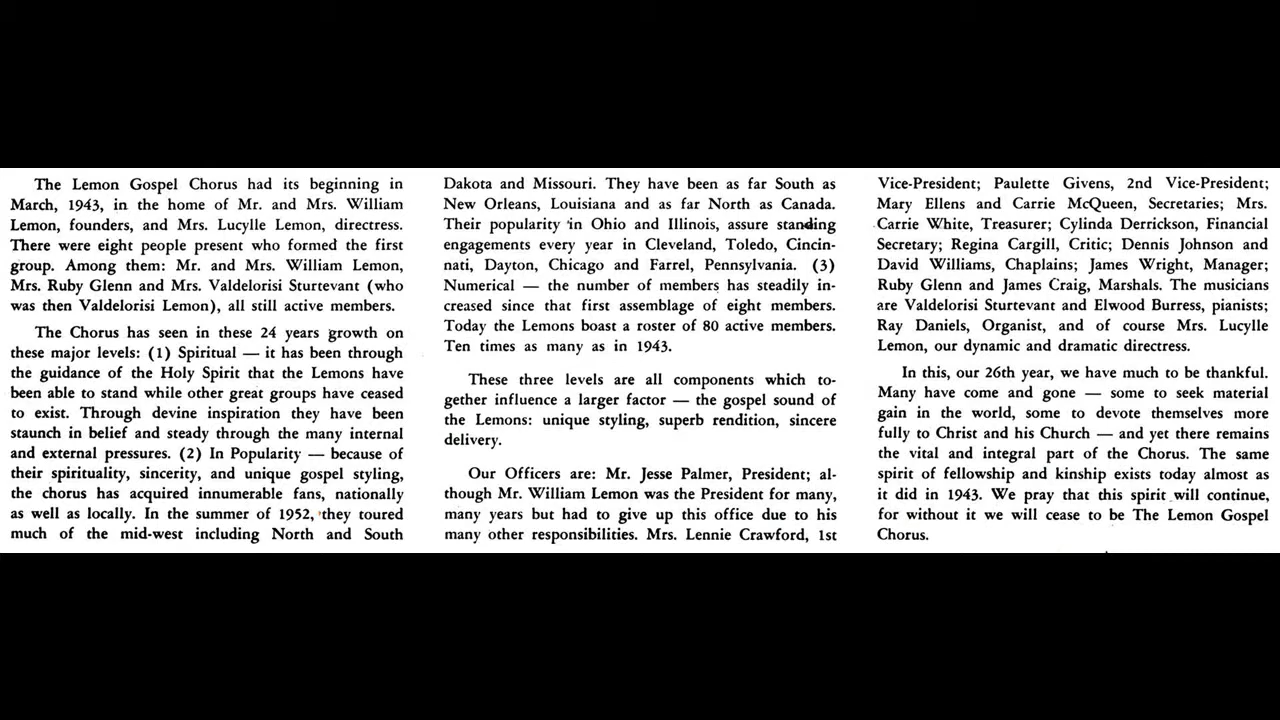 The Lemon Gospel Chorus had its beginning in
March, 1943, in the home of Mr. and Mrs. William
Lemon, founders, and Mrs. Lucylle Lemon, directress.
There were eight people present who formed the first
group. Among them: Mr. and Mrs. William Lemon,
Mrs. Ruby Glenn and Mrs. Valdelorisi Sturtevant (who
was then Valdelorisi Lemon), all still active members.
The Chorus has seen in these 24 years growth on
these major levels: (1) Spiritual — it has been through
the guidance of the Holy Spirit that the Lemons have
been able to stand while other great groups have ceased
to exist. Through devine inspiration they have been
staunch in belief and steady through the many internal
and external pressures. (2) In Popularity — because of
their spirituality, sincerity, and unique gospel styling,
the chorus has acquired innumerable fans, nationally
as well as locally. In the summer of 1952, they toured
much of the mid-west including North and South
Dakota and Missouri. They have been as far South as
New Orleans, Louisiana and as far North as Canada.
Their popularity in Ohio and Illinois, assure standing
engagements every year in Cleveland, Toledo, Cincin-
nati, Dayton, Chicago and Farrel, Pennsylvania. (3)
Numerical — the number of members has steadily in-
creased since that first assemblage of eight members.
Today the Lemons boast a roster of 80 active members.
Ten times as many as in 1943.
These three levels are all components which to-
gether influence a larger factor — the gospel sound of
the Lemons: unique styling, superb rendition, sincere
delivery.
Our Officers are: Mr. Jesse Palmer, President; al-
though Mr. William Lemon was the President for many,
many years but had to give up this office due to his
many other responsibilities. Mrs. Lennie Crawford, 1st
Vice-President; Paulette Givens, 2nd Vice-President;
Mary Ellens and Carrie McQueen, Secretaries; Mrs.
Carrie White, Treasurer; Cylinda Derrickson, Financial
Secretary; Regina Cargill, Critic; Dennis Johnson and
David Williams, Chaplains; James Wright, Manager;
Ruby Glenn and James Craig, Marshals. The musicians
are Valdelorisi Sturtevant and Elwood Burress, pianists;
Ray Daniels, Organist, and of course Mrs. Lucylle
Lemon, our dynamic and dramatic directress.
In this, our 26th year, we have much to be thankful.
Many have come and gone — some to seek material
gain in the world, some to devote themselves more
fully to Christ and his Church — and yet there remains
the vital and integral part of the Chorus. The same
spirit of fellowship and kinship exists today almost as
it did in 1943. We pray that this spirit will continue,
for without it we will cease to be The Lemon Gospel
Chorus.